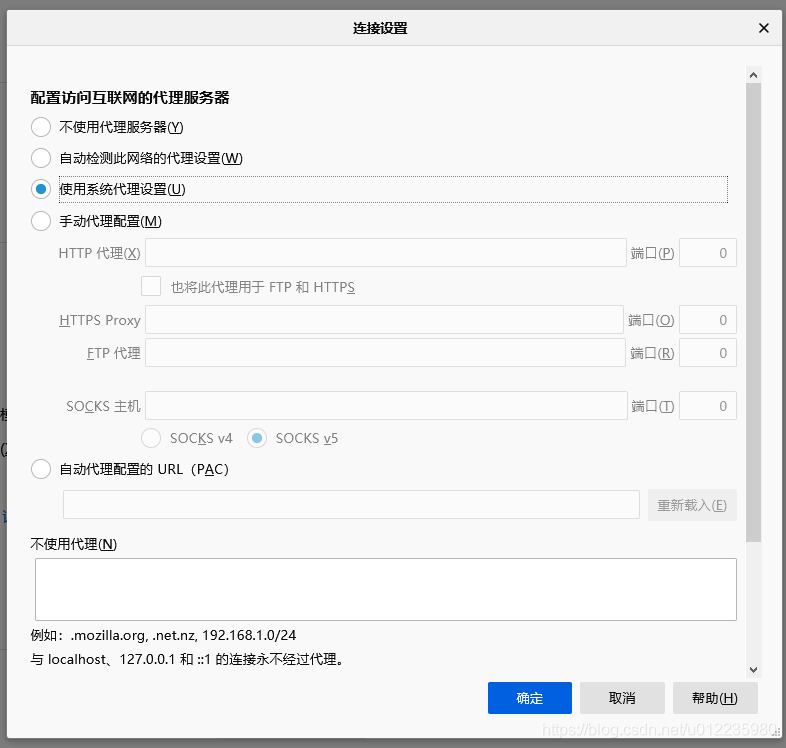 连接设置
配置访问互联网的代理服务器
不使用代理服务器(Y)
自动检测此网络的代理设置(W)
使用系统代理设置(U)
手动代理配置(M)
HTTP 代理(X) 端口(P) 0
也将此代理用于 FTP 和 HTTPS
HTTPS Proxy 端口(O) 0
FTP 代理 端口(R) 0
SOCKS 主机 端口(T) 0
SOCKS v4 SOCKS v5
自动代理配置的 URL（PAC）
重新载入(E)
不使用代理(N)
例如：.mozilla.org, .net.nz, 192.168.1.0/24
与 localhost、127.0.0.1 和 ::1 的连接永不经过代理。
确定 取消 帮助(H)
https://blog.csdn.net/u012235980